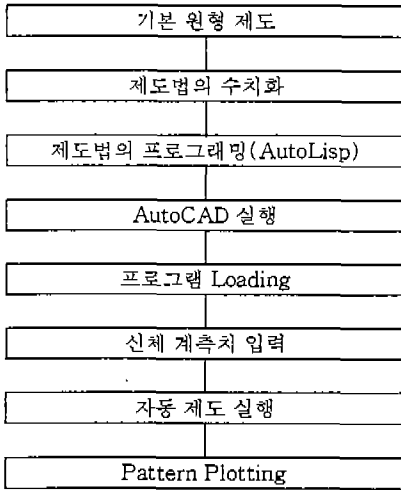 기본 원형 제도
제도법의 수치화
제도법의 프로그래밍(AutoLisp)
AutoCAD 실행
프로그램 Loading
신체 계측치 입력
자동 제도 실행
Pattern Plotting